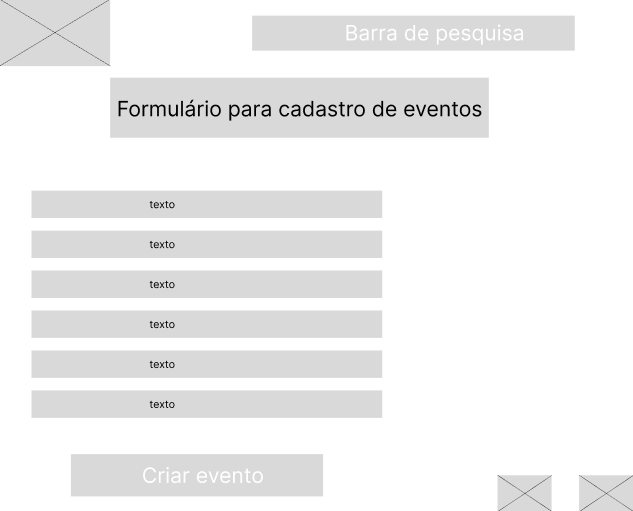 Barra de pesquisa
Formulário para cadastro de eventos
texto
texto
texto
texto
texto
texto
Criar evento